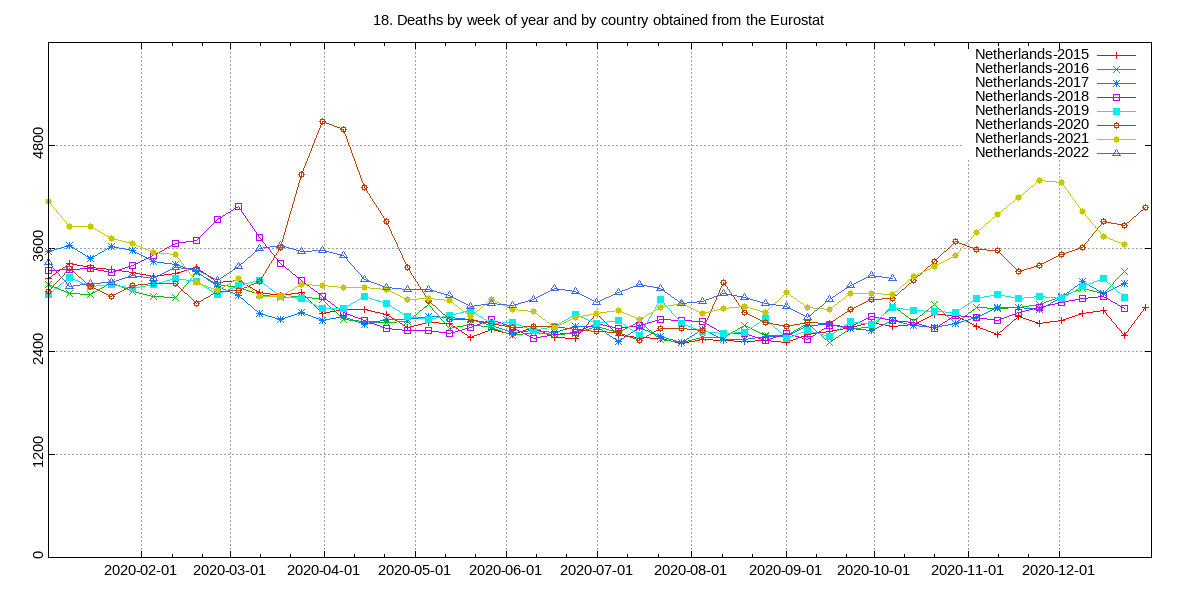 18. Deaths by week of year and by country obtained from the Eurostat
Netherlands-2015
Netherlands-2016
Netherlands-2017
Netherlands-2018
Netherlands-2019
Netherlands-2020
Netherlands-2021
Netherlands-2022
4800
3600
2400
1200
0
2020-02-01 2020-03-01 2020-04-01 2020-05-01 2020-06-01 2020-07-01 2020-08-01 2020-09-01 2020-10-01 2020-11-01 2020-12-01